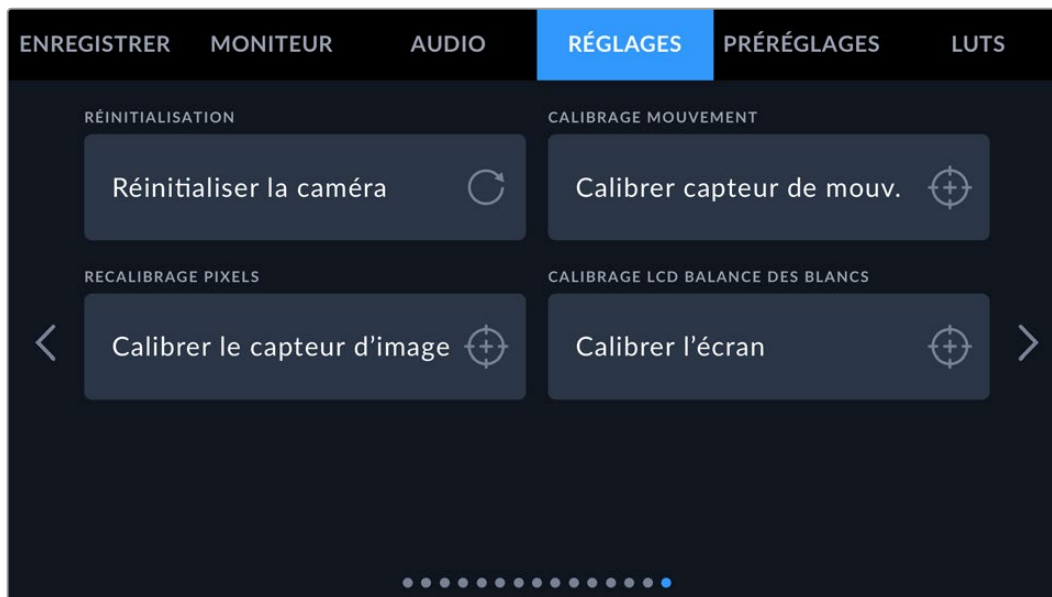 ENREGISTRER MONITEUR AUDIO RÉGLAGES PRÉRÉGLAGES LUTS
RÉINITIALISATION CALIBRAGE MOUVEMENT
Réinitialiser la caméra Calibrer capteur de mouv.
RECALIBRAGE PIXELS CALIBRAGE LCD BALANCE DES BLANCS
Calibrer le capteur d’image Calibrer l’écran